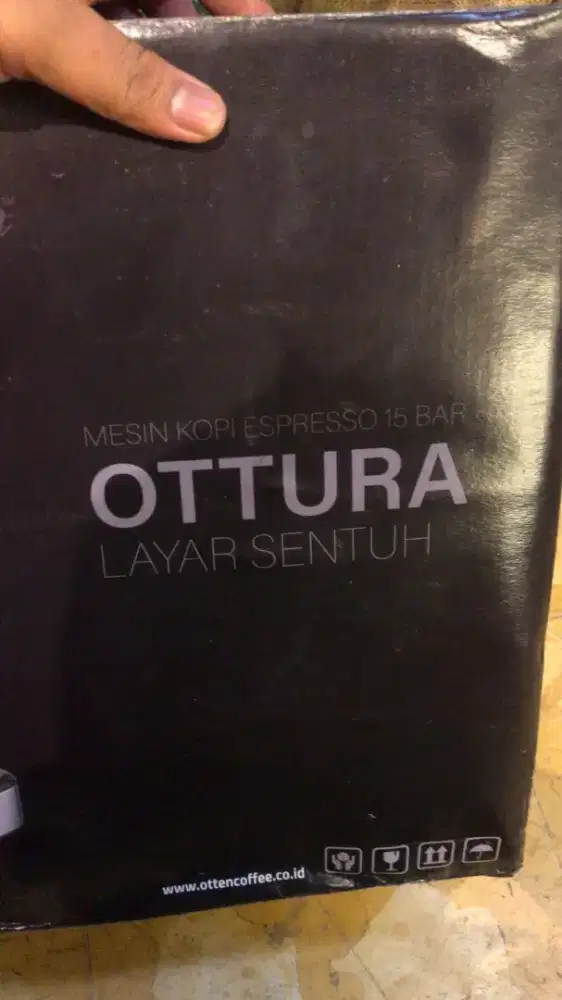 MESIN KOPI ESPRESSO 15 BAR
OTTURA
LAYAR SENTUH
www.ottencoffee.co.id